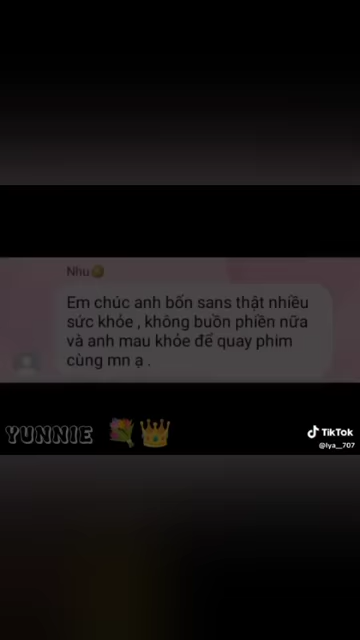 Nhu
Em chúc anh bốn sans thật nhiều
sức khỏe , không buồn phiền nữa
và anh mau khỏe để quay phim
cùng mn ạ .
YUNNIE
TikTok
@lya__707